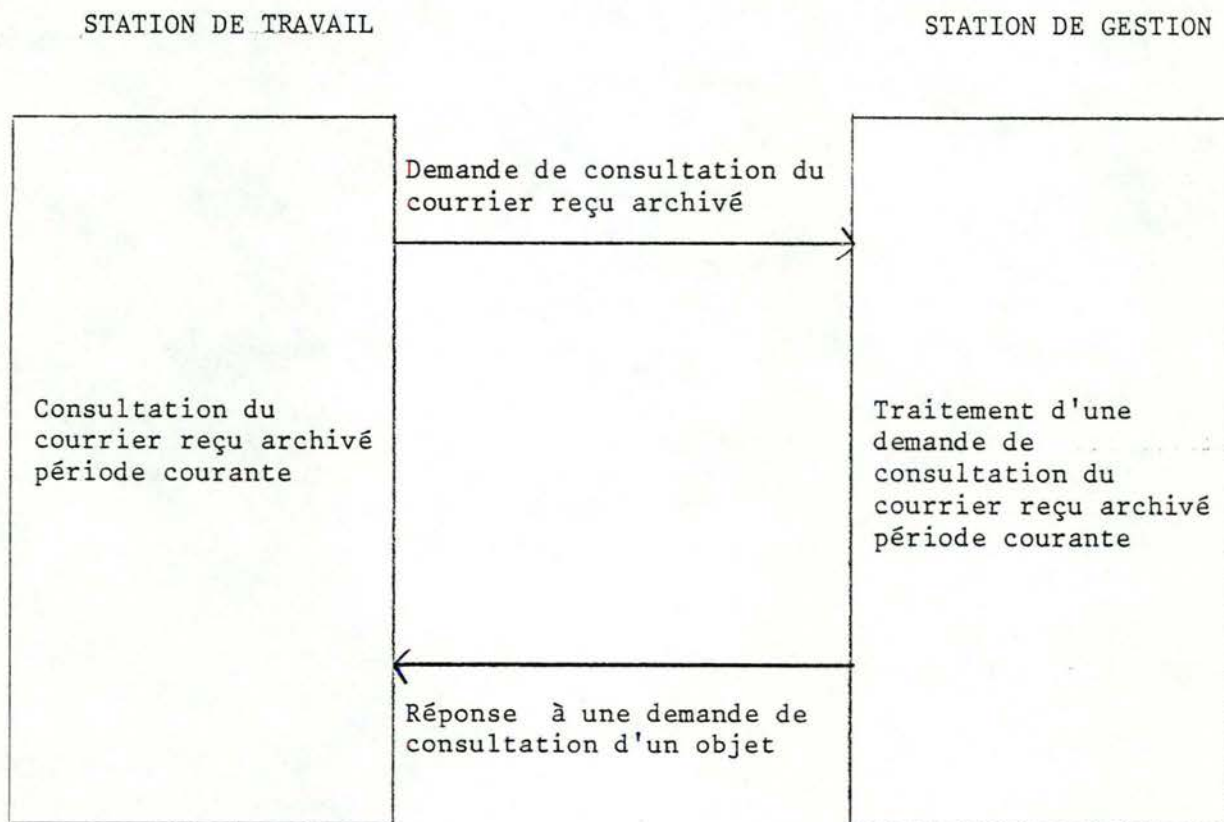 STATION DE TRAVAIL
STATION DE GESTION
Demande de consultation du
courrier reçu archivé
Consultation du
courrier reçu archivé
période courante
Traitement d'une
demande de
consultation du
courrier reçu archivé
période courante
Réponse à une demande de
consultation d'un objet